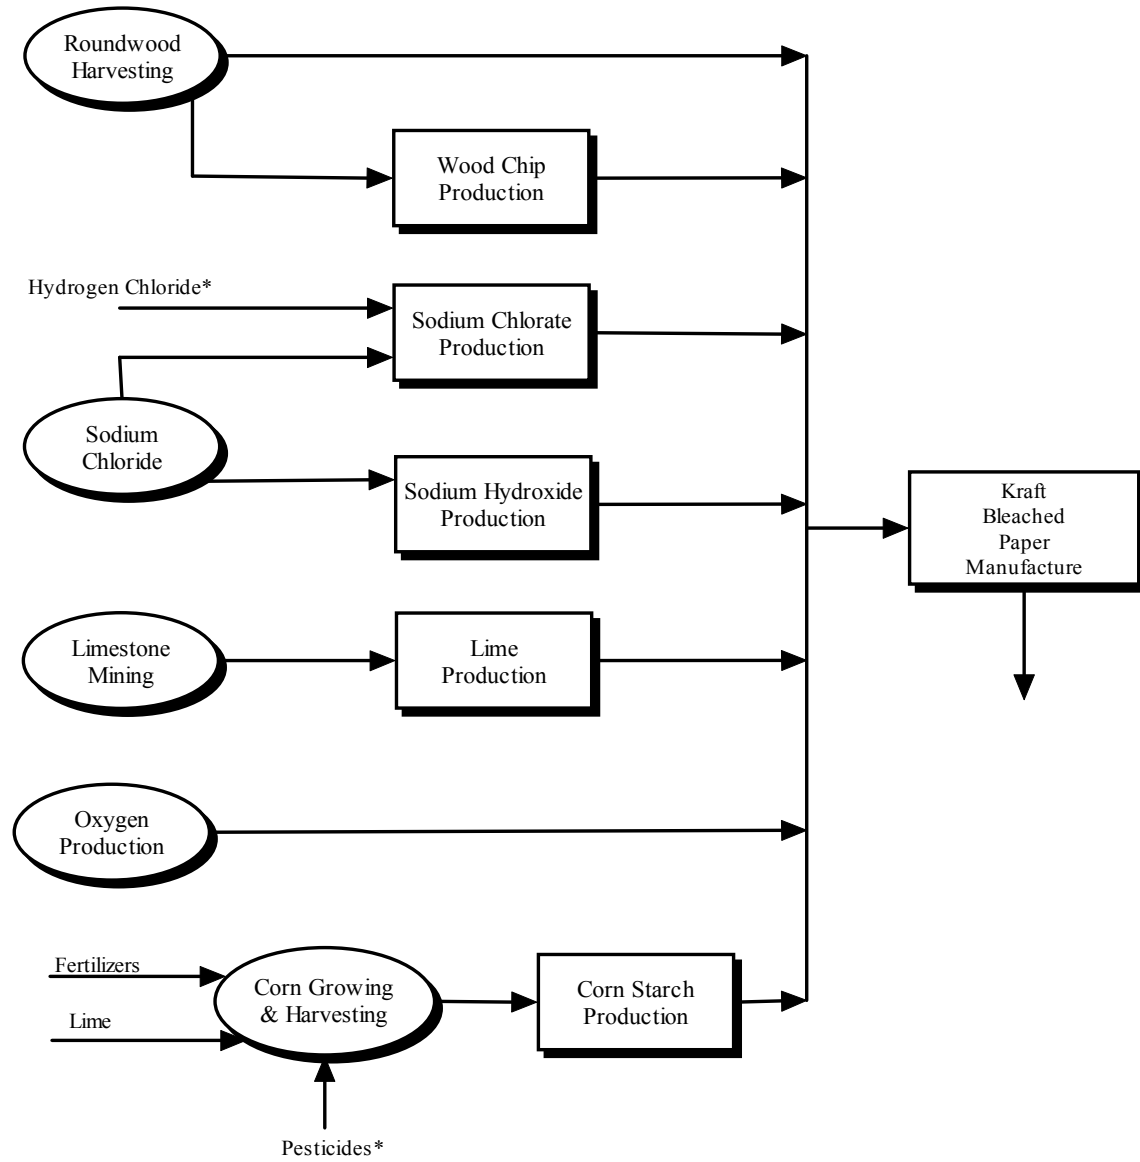 Roundwood
Harvesting
Wood Chip
Production
Hydrogen Chloride*
Sodium Chlorate
Production
Sodium
Chloride
Sodium Hydroxide
Production
Kraft
Bleached
Paper
Manufacture
Limestone
Mining
Lime
Production
Oxygen
Production
Fertilizers
Lime
Corn Growing
& Harvesting
Corn Starch
Production
Pesticides*